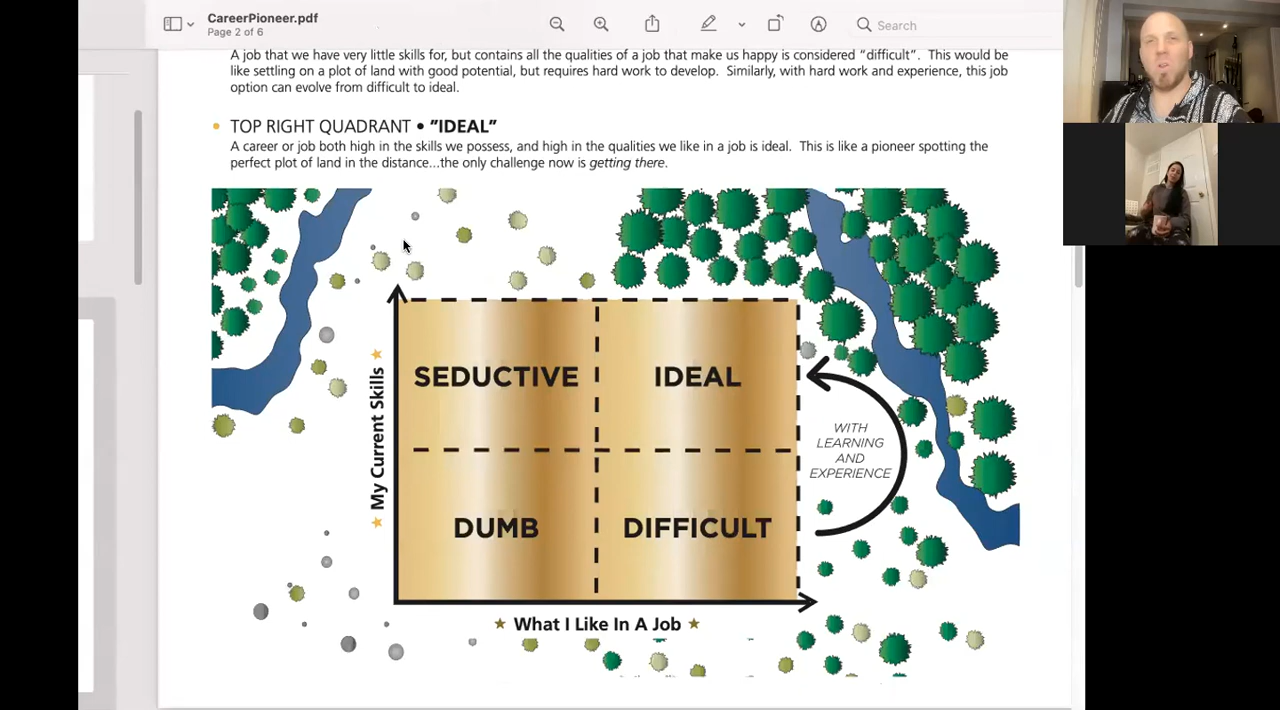 CareerPioneer.pdf
Page 2 of 6
Search
A job that we have very little skills for, but contains all the qualities of a job that make us happy is considered “difficult”. This would be
like settling on a plot of land with good potential, but requires hard work to develop. Similarly, with hard work and experience, this job
option can evolve from difficult to ideal.
• TOP RIGHT QUADRANT • ”IDEAL”
A career or job both high in the skills we possess, and high in the qualities we like in a job is ideal. This is like a pioneer spotting the
perfect plot of land in the distance...the only challenge now is getting there.
My Current Skills
SEDUCTIVE
IDEAL
DUMB
DIFFICULT
WITH
LEARNING
AND
EXPERIENCE
What I Like In A Job